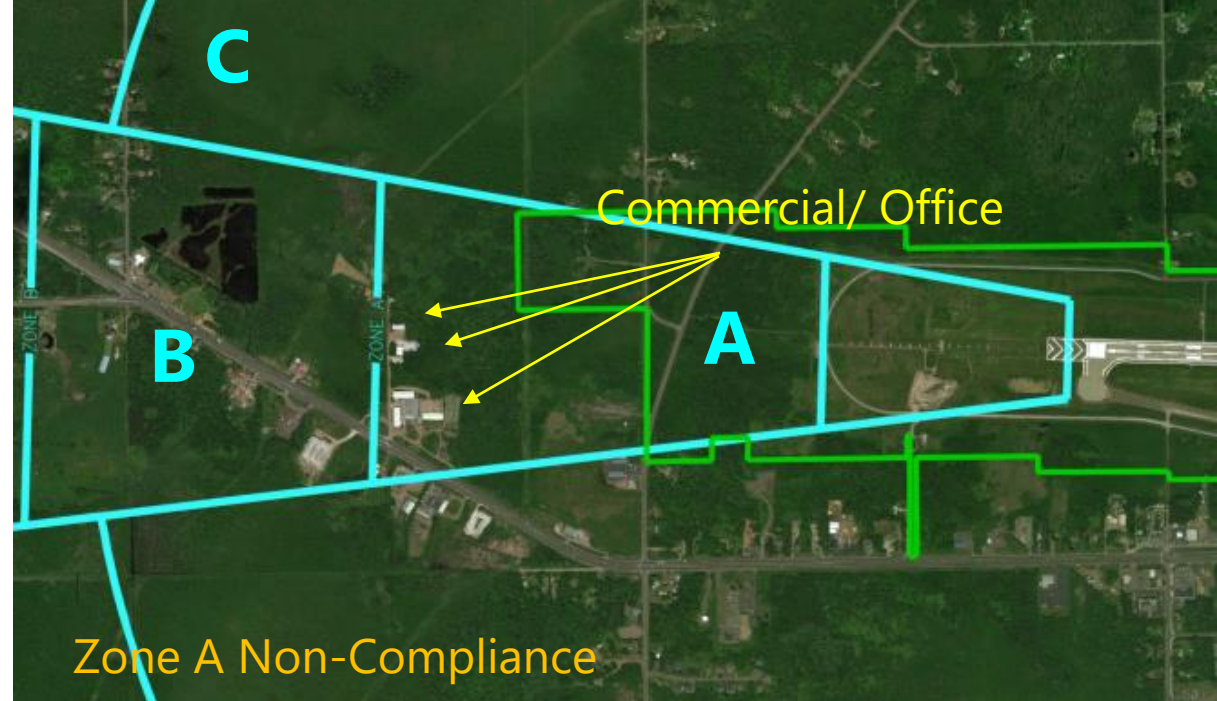 C
Commercial/ Office
ZONE B
B
ZONE A
A
Zone A Non-Compliance